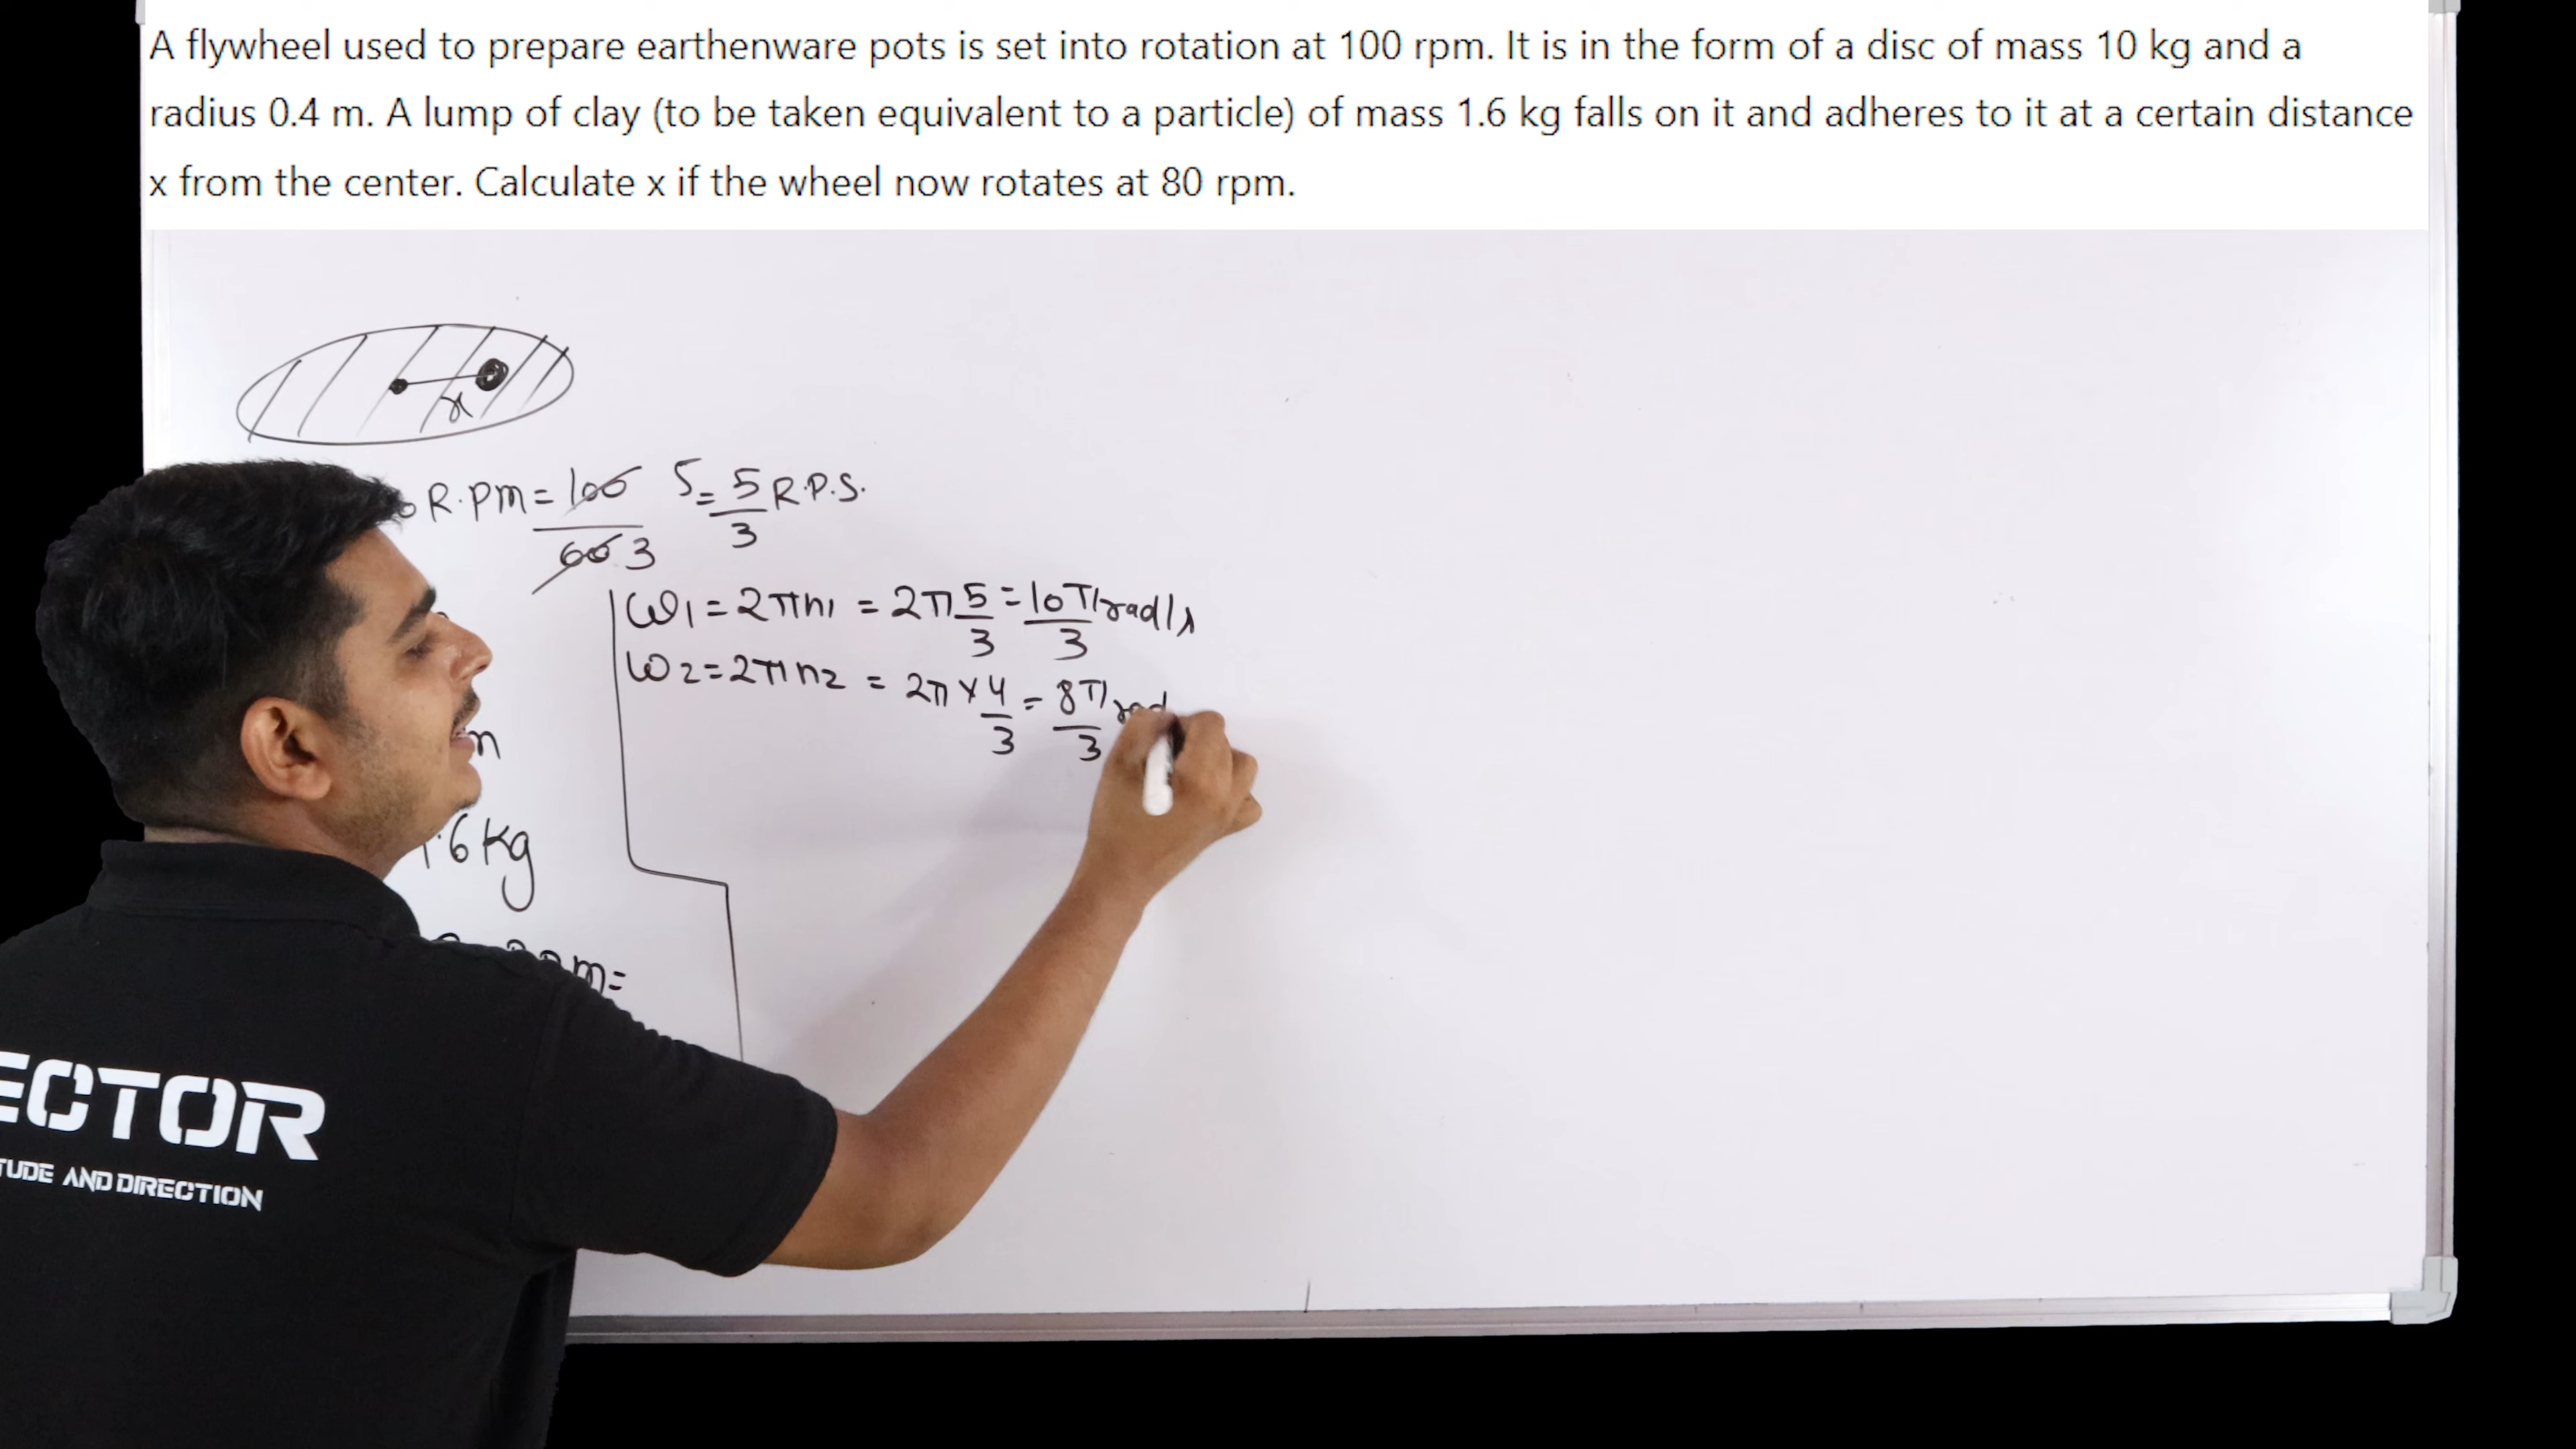 A flywheel used to prepare earthenware pots is set into rotation at 100 rpm. It is in the form of a disc of mass 10 kg and a
radius 0.4 m. A lump of clay (to be taken equivalent to a particle) of mass 1.6 kg falls on it and adheres to it at a certain distance
x from the center. Calculate x if the wheel now rotates at 80 rpm.
x
R.Pm = 100/60 5/3 = 5/3 R.P.S.
ω1 = 2πn1 = 2π 5/3 = 10π/3 rad/s
ω2 = 2πn2 = 2π × 4/3 = 8π/3 rad
m
1.6 kg
m =
ECTOR
TUDE AND DIRECTION